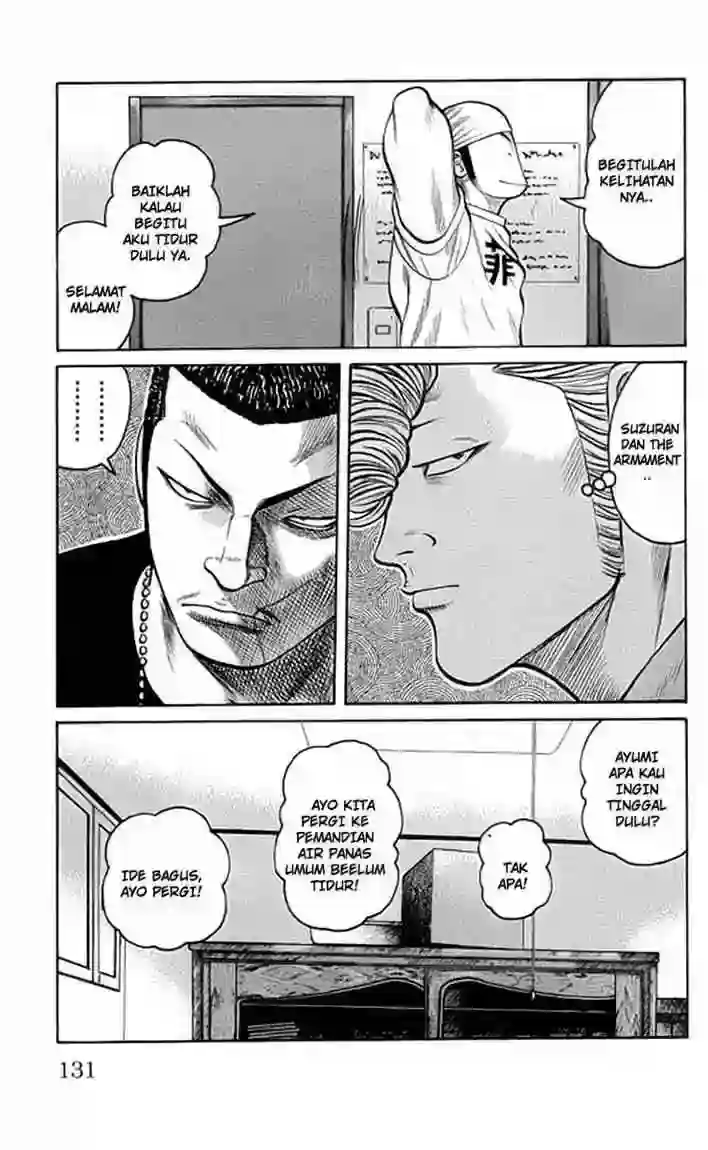 BEGITULAH
KELIHATAN
NYA..
BAIKLAH
KALAU
BEGITU
AKU TIDUR
DULU YA.
SELAMAT
MALAM!
菲
SUZURAN
DAN THE
ARMAMENT
..
AYUMI
APA KAU
INGIN
TINGGAL
DULU?
TAK
APA!
AYO KITA
PERGI KE
PEMANDIAN
AIR PANAS
UMUM BEELUM
TIDUR!
IDE BAGUS,
AYO PERGI!
131